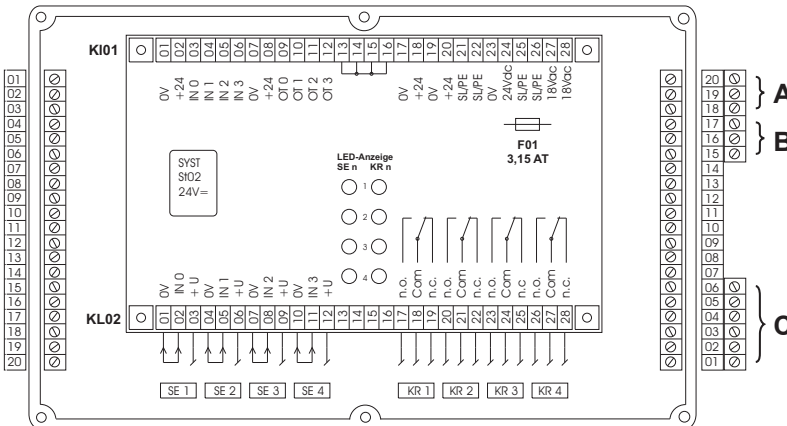 KI01 01 02 03 04 05 06 07 08 09 10 11 12 13 14 15 16 17 18 19 20 21 22 23 24 25 26 27 28
0V +24 IN 0 IN 1 IN 2 IN 3 0V +24 OT 0 OT 1 OT 2 OT 3 0V +24 0V +24 SL/PE SL/PE 0V 24Vdc SL/PE SL/PE 18Vac 18Vac
01
02
03
04
05
06
07
08
09
10
11
12
13
14
15
16
17
18
19
20
F01
3,15 AT
SYST
St02
24V=
LED-Anzeige
SE n KR n
1
2
3
4
0V IN 0 +U 0V IN 1 +U 0V IN 2 +U 0V IN 3 +U n.o. Com n.c. n.o. Com n.c. n.o. Com n.c n.o. Com n.c.
KL02 01 02 03 04 05 06 07 08 09 10 11 12 13 14 15 16 17 18 19 20 21 22 23 24 25 26 27 28
SE 1 SE 2 SE 3 SE 4 KR 1 KR 2 KR 3 KR 4
20
19
18
17
16
15
14
13
12
11
10
09
08
07
06
05
04
03
02
01
A
B
C